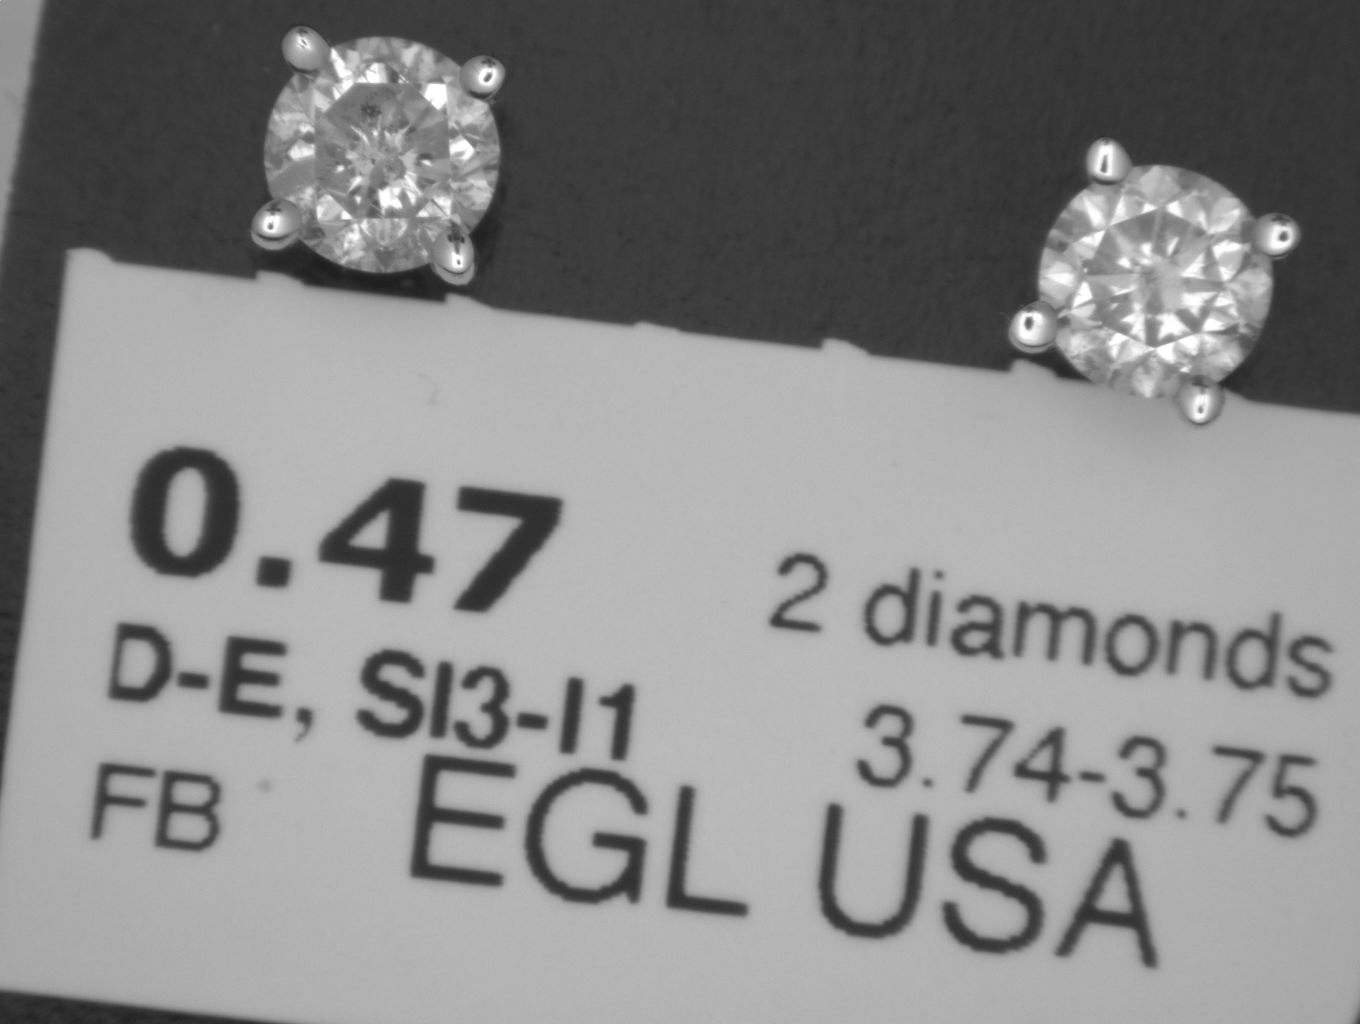 0.47
2 diamonds
D-E, SI3-I1
3.74-3.75
FB
EGL USA